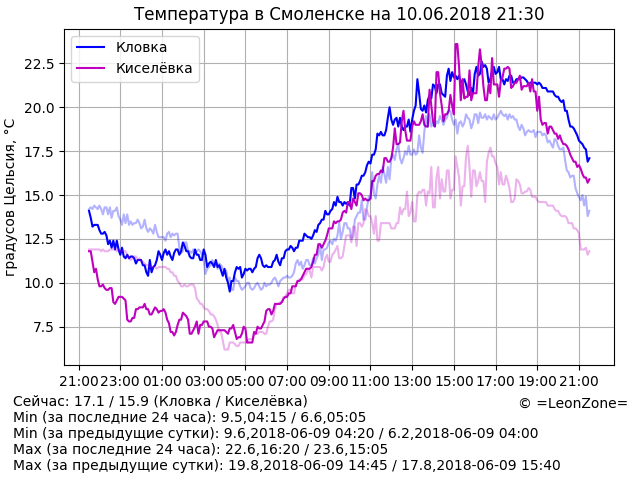 Температура в Смоленске на 10.06.2018 21:30
Кловка
Киселёвка
градусов Цельсия, °C
22.5
20.0
17.5
15.0
12.5
10.0
7.5
21:00 23:00 01:00 03:00 05:00 07:00 09:00 11:00 13:00 15:00 17:00 19:00 21:00
Сейчас: 17.1 / 15.9 (Кловка / Киселёвка)
© =LeonZone=
Min (за последние 24 часа): 9.5,04:15 / 6.6,05:05
Min (за предыдущие сутки): 9.6,2018-06-09 04:20 / 6.2,2018-06-09 04:00
Max (за последние 24 часа): 22.6,16:20 / 23.6,15:05
Max (за предыдущие сутки): 19.8,2018-06-09 14:45 / 17.8,2018-06-09 15:40